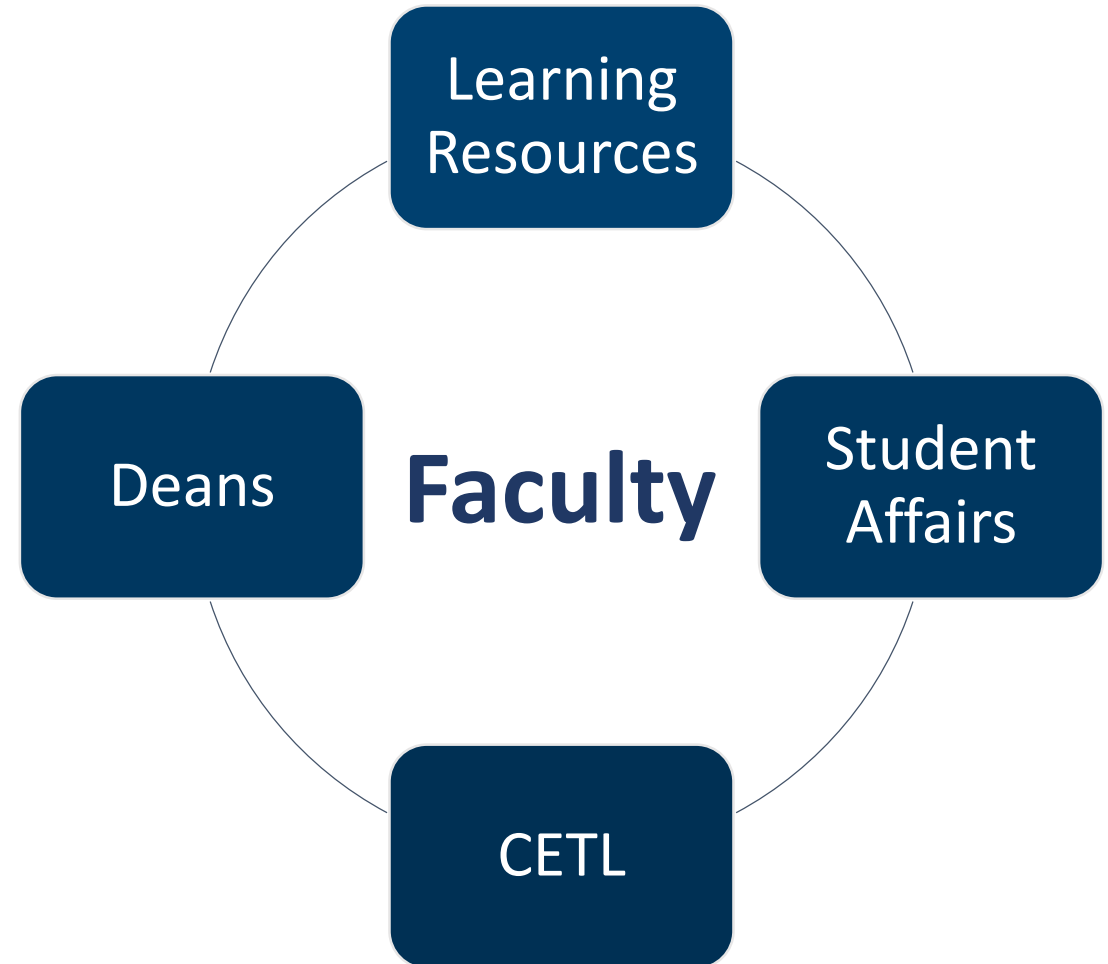 Learning
Resources
Deans
Faculty
Student
Affairs
CETL